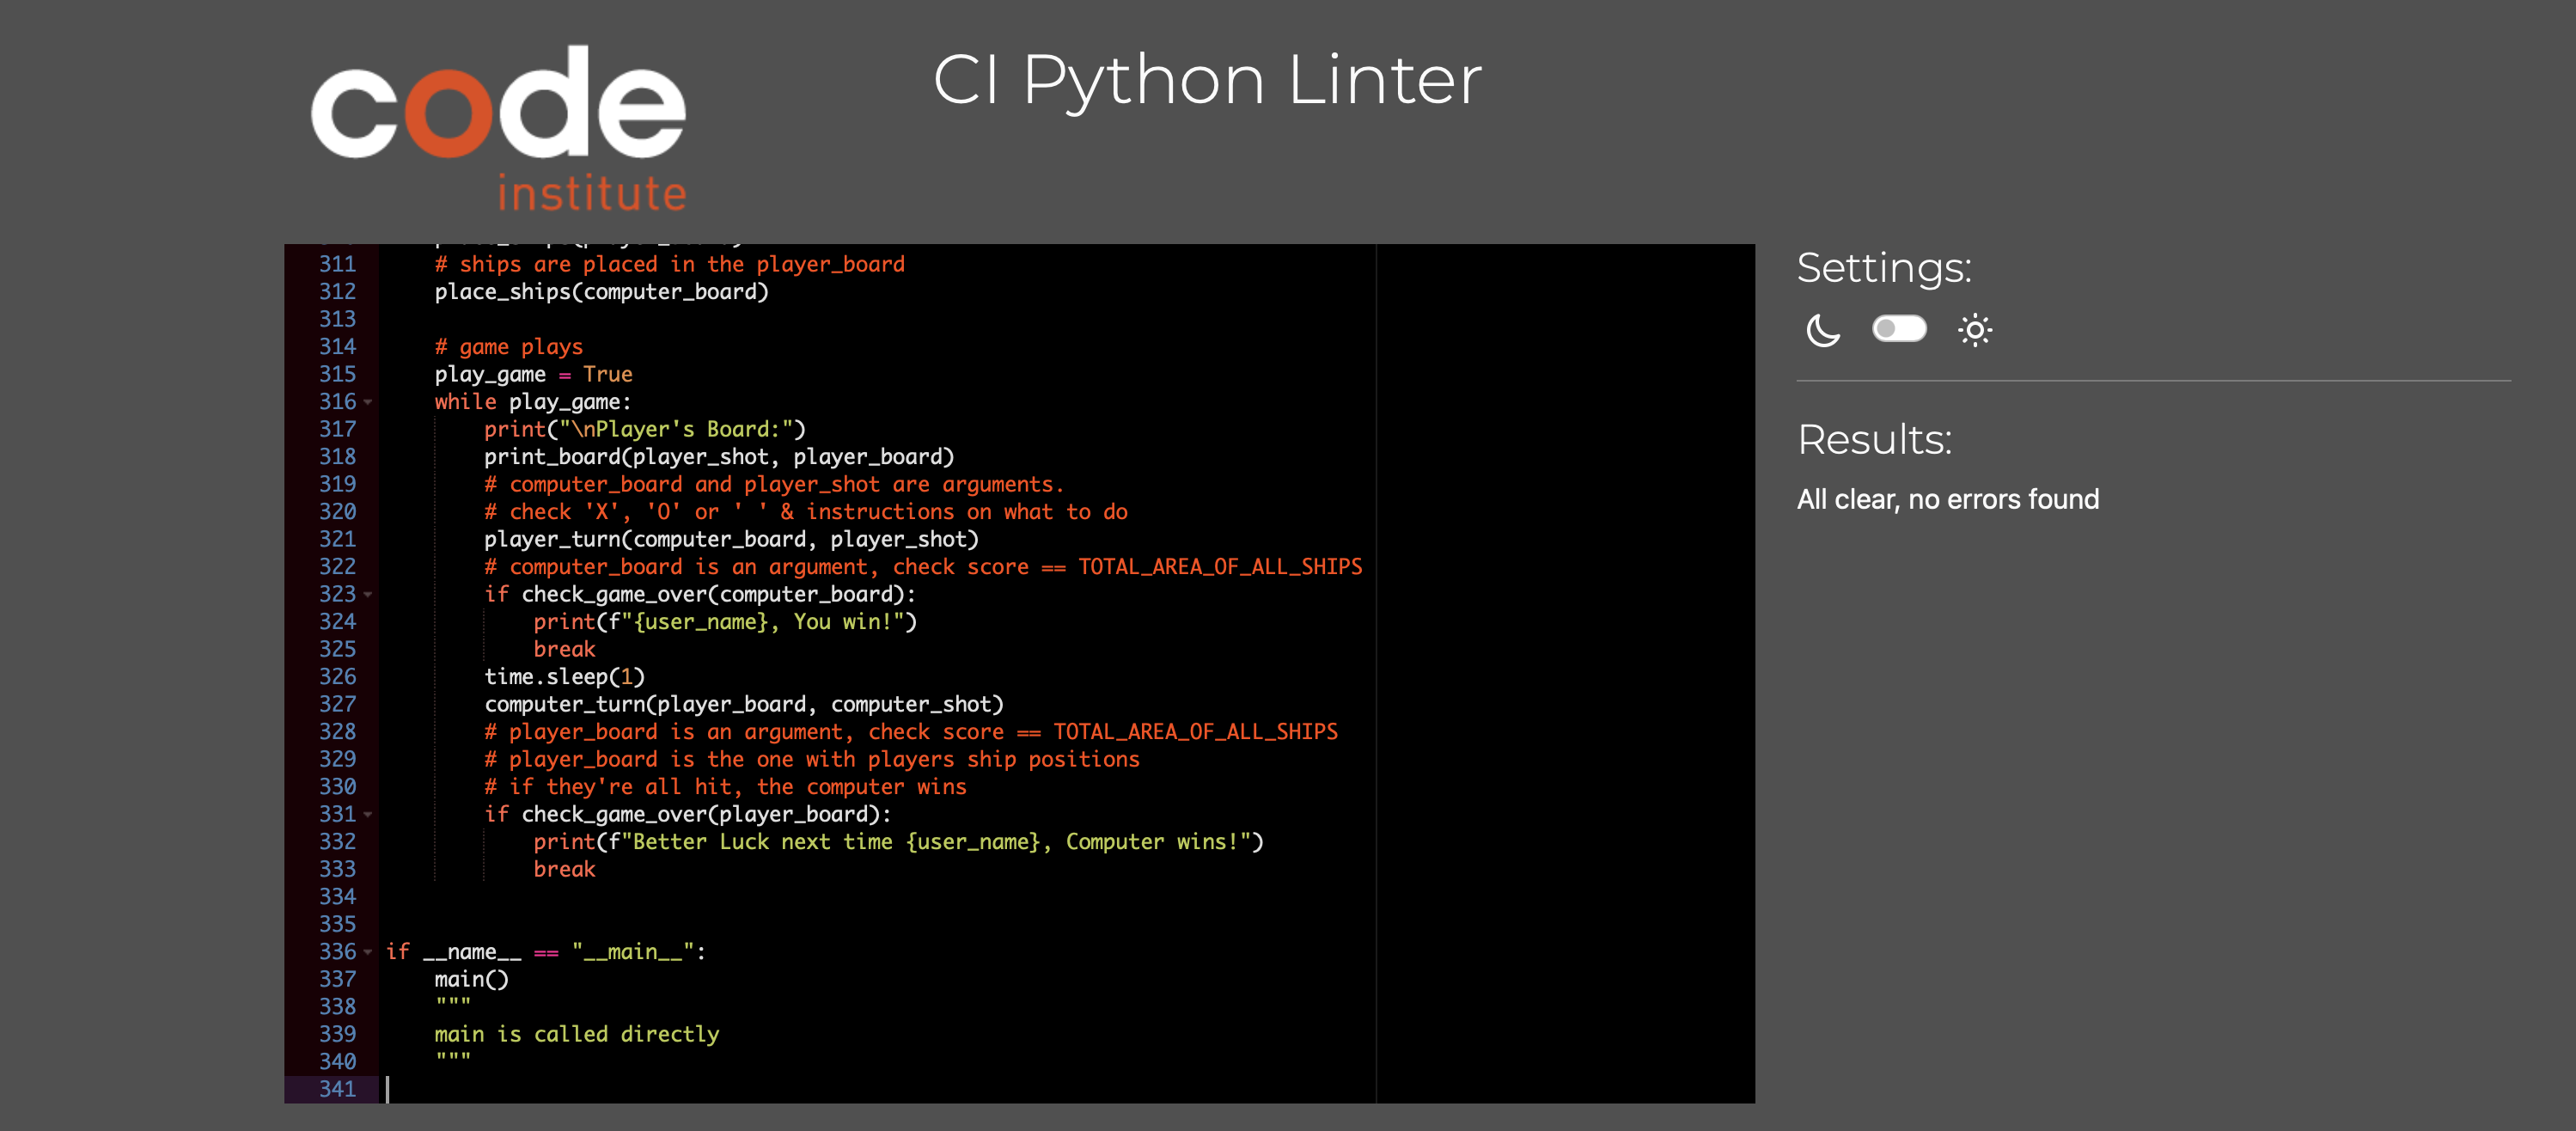 code
institute
CI Python Linter
311 # ships are placed in the player_board
312 place_ships(computer_board)
313
314 # game plays
315 play_game = True
316 while play_game:
317 print("\nPlayer's Board:")
318 print_board(player_shot, player_board)
319 # computer_board and player_shot are arguments.
320 # check 'X', 'O' or ' ' & instructions on what to do
321 player_turn(computer_board, player_shot)
322 # computer_board is an argument, check score == TOTAL_AREA_OF_ALL_SHIPS
323 if check_game_over(computer_board):
324 print(f"{user_name}, You win!")
325 break
326 time.sleep(1)
327 computer_turn(player_board, computer_shot)
328 # player_board is an argument, check score == TOTAL_AREA_OF_ALL_SHIPS
329 # player_board is the one with players ship positions
330 # if they're all hit, the computer wins
331 if check_game_over(player_board):
332 print(f"Better Luck next time {user_name}, Computer wins!")
333 break
334
335
336 if __name__ == "__main__":
337 main()
338 """
339 main is called directly
340 """
341
Settings:
Results:
All clear, no errors found